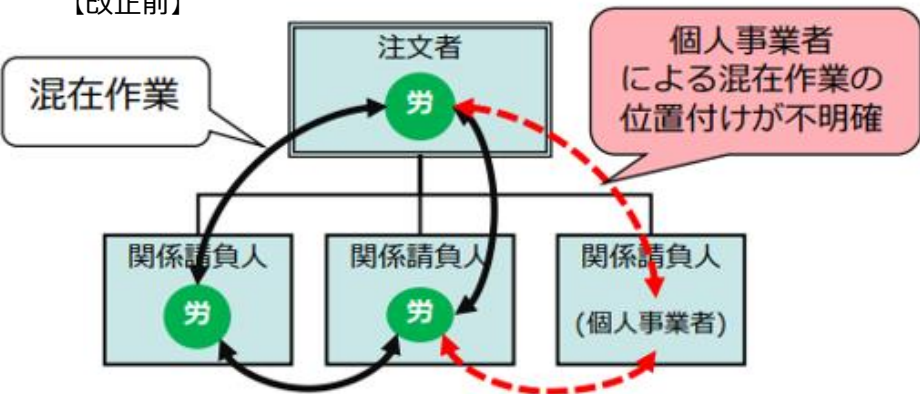 【改正前】
注文者
労
混在作業
個人事業者
による混在作業の
位置付けが不明確
関係請負人
労
関係請負人
労
関係請負人
(個人事業者)